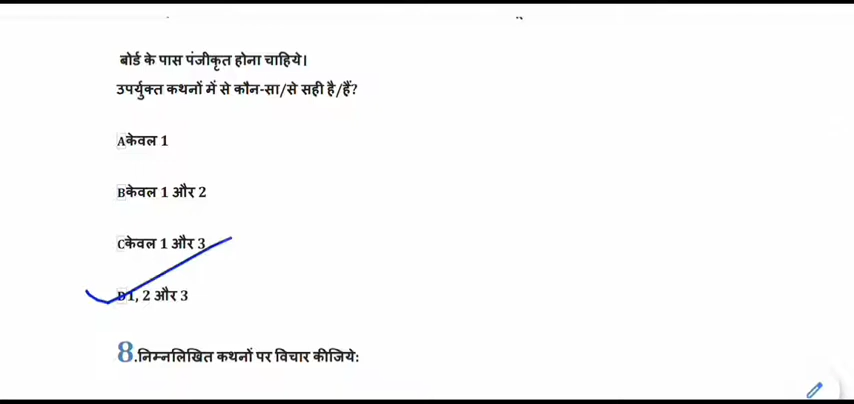 बोर्ड के पास पंजीकृत होना चाहिये।
उपर्युक्त कथनों में से कौन-सा/से सही है/हैं?
Aकेवल 1
Bकेवल 1 और 2
Cकेवल 1 और 3
D1, 2 और 3
8.निम्नलिखित कथनों पर विचार कीजिये: